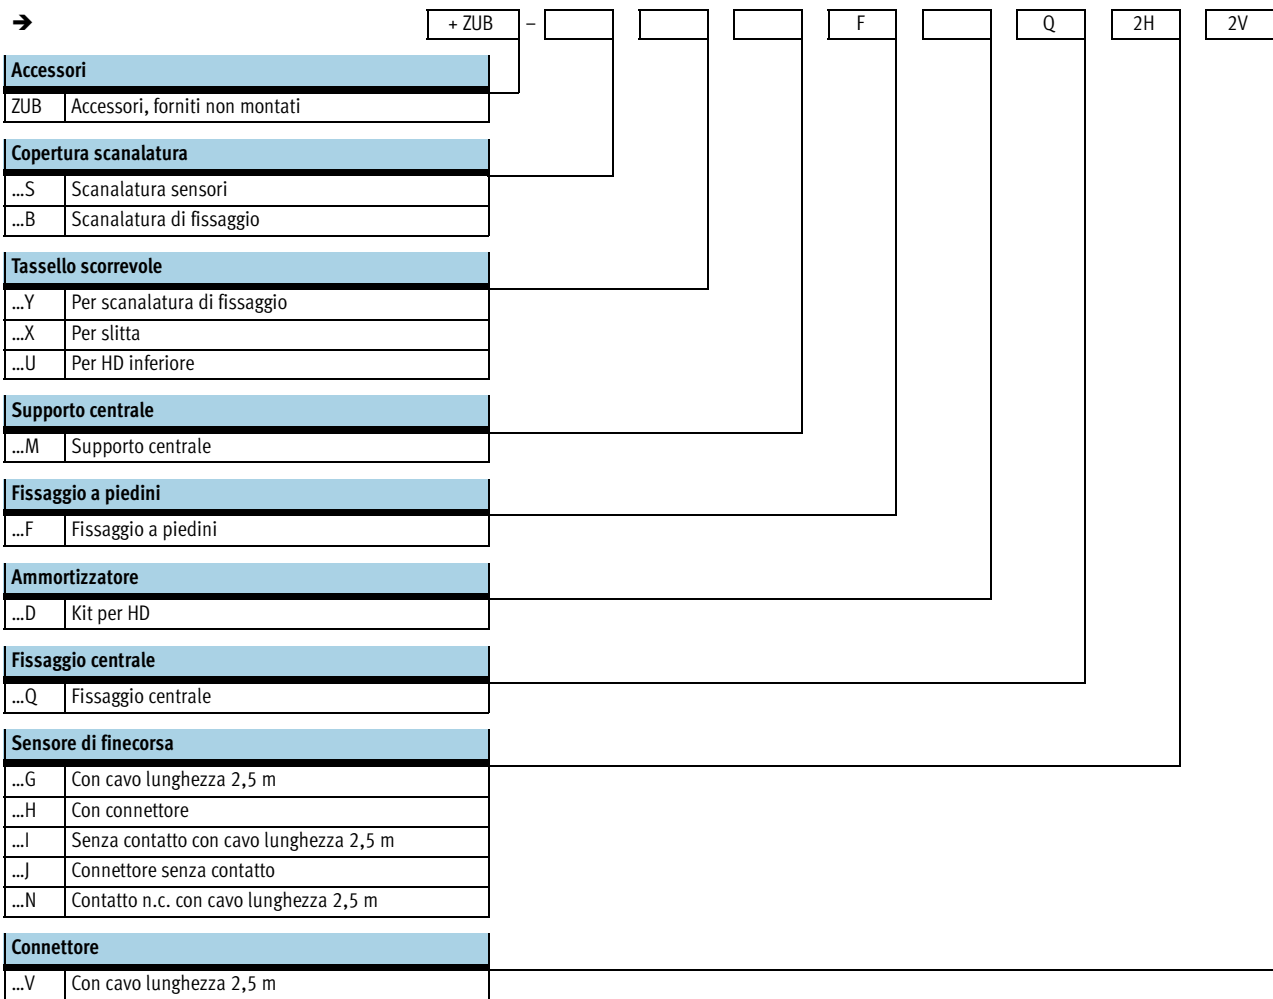 ➔ + ZUB – F Q 2H 2V
Accessori
ZUB Accessori, forniti non montati
Copertura scanalatura
...S Scanalatura sensori
...B Scanalatura di fissaggio
Tassello scorrevole
...Y Per scanalatura di fissaggio
...X Per slitta
...U Per HD inferiore
Supporto centrale
...M Supporto centrale
Fissaggio a piedini
...F Fissaggio a piedini
Ammortizzatore
...D Kit per HD
Fissaggio centrale
...Q Fissaggio centrale
Sensore di finecorsa
...G Con cavo lunghezza 2,5 m
...H Con connettore
...I Senza contatto con cavo lunghezza 2,5 m
...J Connettore senza contatto
...N Contatto n.c. con cavo lunghezza 2,5 m
Connettore
...V Con cavo lunghezza 2,5 m